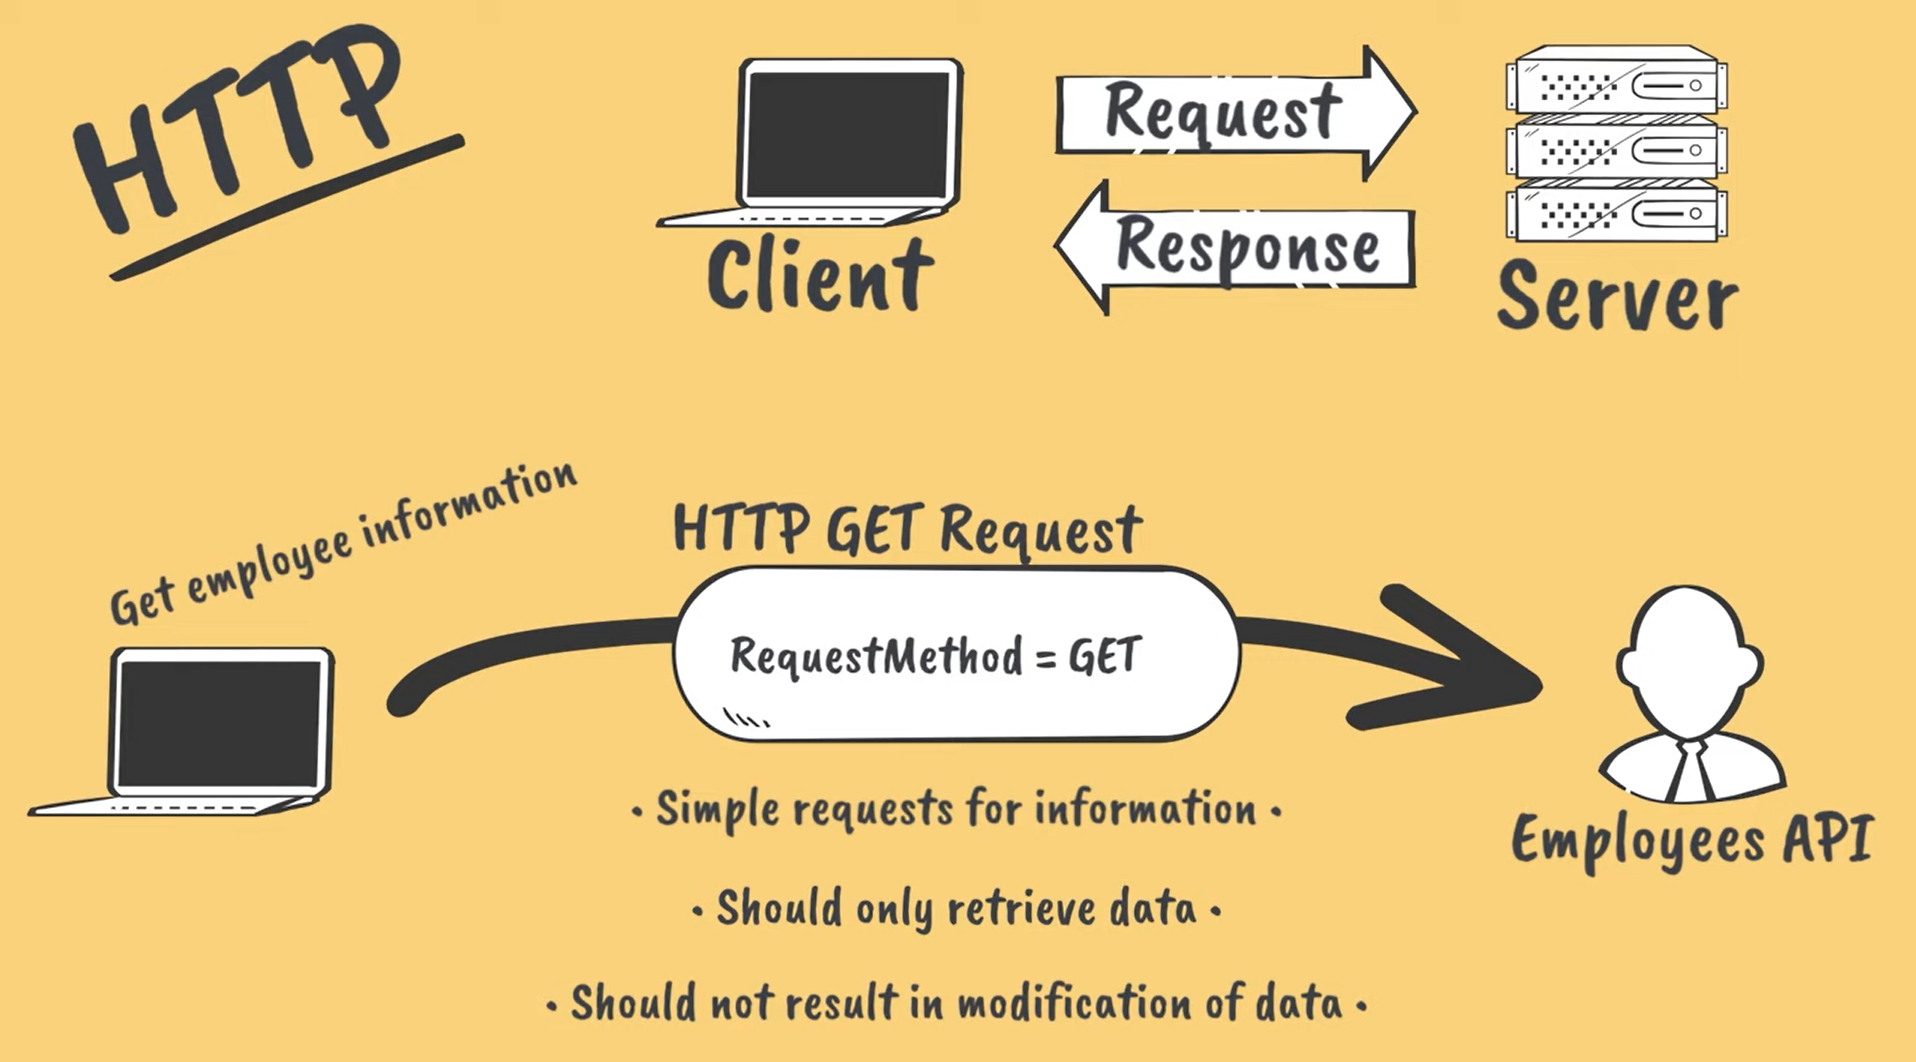 HTTP
Request
Response
Client
Server
Get employee information
HTTP GET Request
RequestMethod = GET
• Simple requests for information •
Employees API
• Should only retrieve data •
• Should not result in modification of data •